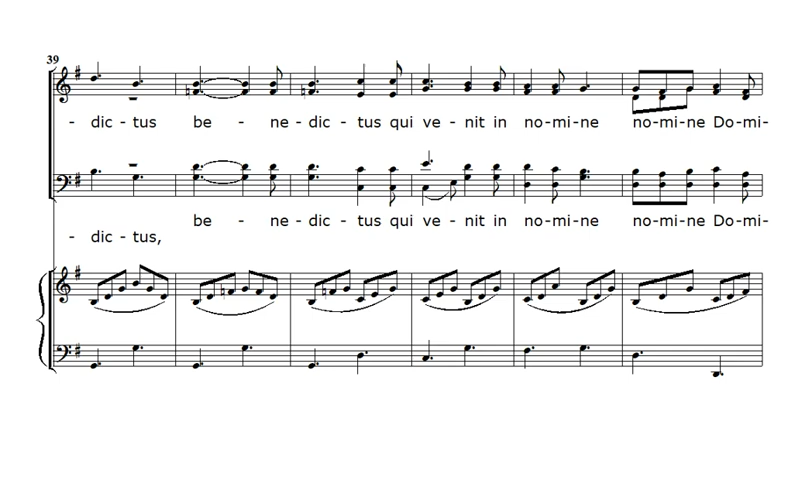 39
- dic - tus be - ne - dic - tus qui ve - nit in no - mi - ne no - mi - ne Do - mi -
be - ne - dic - tus qui ve - nit in no - mi - ne no - mi - ne Do - mi -
- dic - tus,